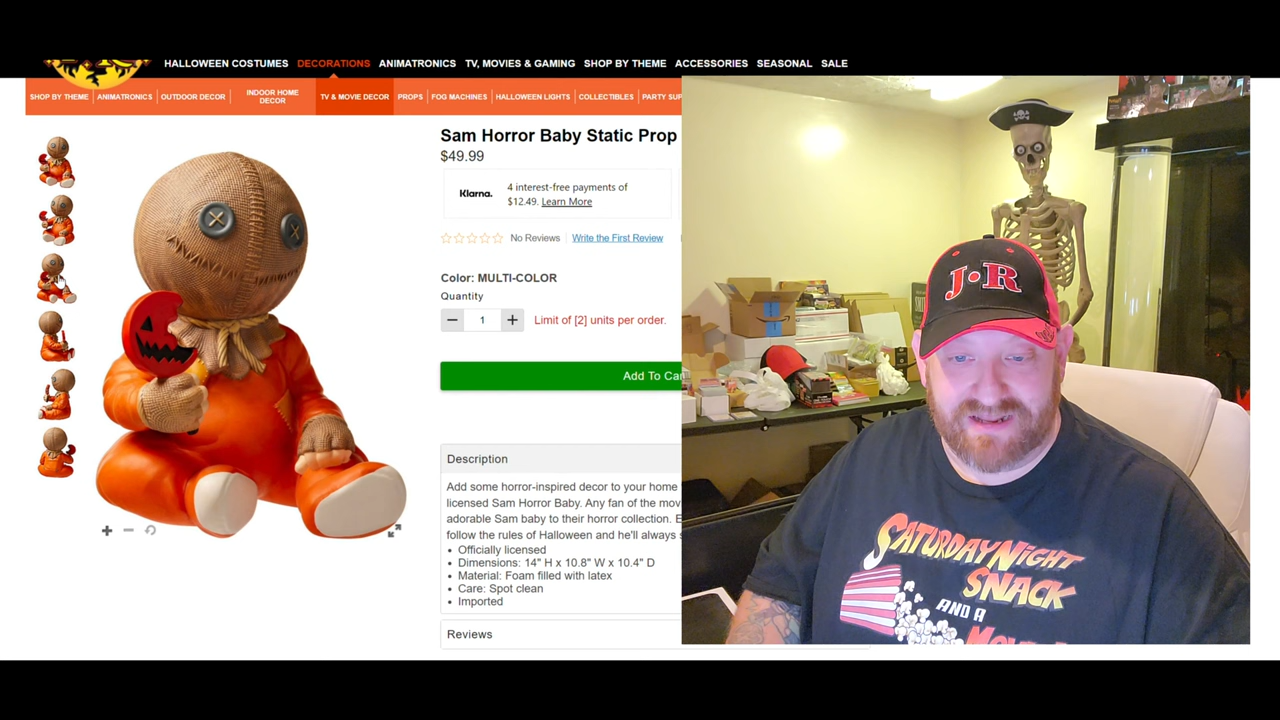 HALLOWEEN COSTUMES DECORATIONS ANIMATRONICS TV, MOVIES & GAMING SHOP BY THEME ACCESSORIES SEASONAL SALE
SHOP BY THEME ANIMATRONICS OUTDOOR DECOR INDOOR HOME DECOR TV & MOVIE DECOR PROPS FOG MACHINES HALLOWEEN LIGHTS COLLECTIBLES PARTY SUP
Sam Horror Baby Static Prop
$49.99
Klarna.
4 interest-free payments of
$12.49. Learn More
No Reviews Write the First Review
Color: MULTI-COLOR
Quantity
1 Limit of [2] units per order.
Add To Car
Description
Add some horror-inspired decor to your home
licensed Sam Horror Baby. Any fan of the mov
adorable Sam baby to their horror collection. E
follow the rules of Halloween and he'll always s
• Officially licensed
• Dimensions: 14" H x 10.8" W x 10.4" D
• Material: Foam filled with latex
• Care: Spot clean
• Imported
Reviews
J·R
SATURDAY NIGHT
SNACK
AND A